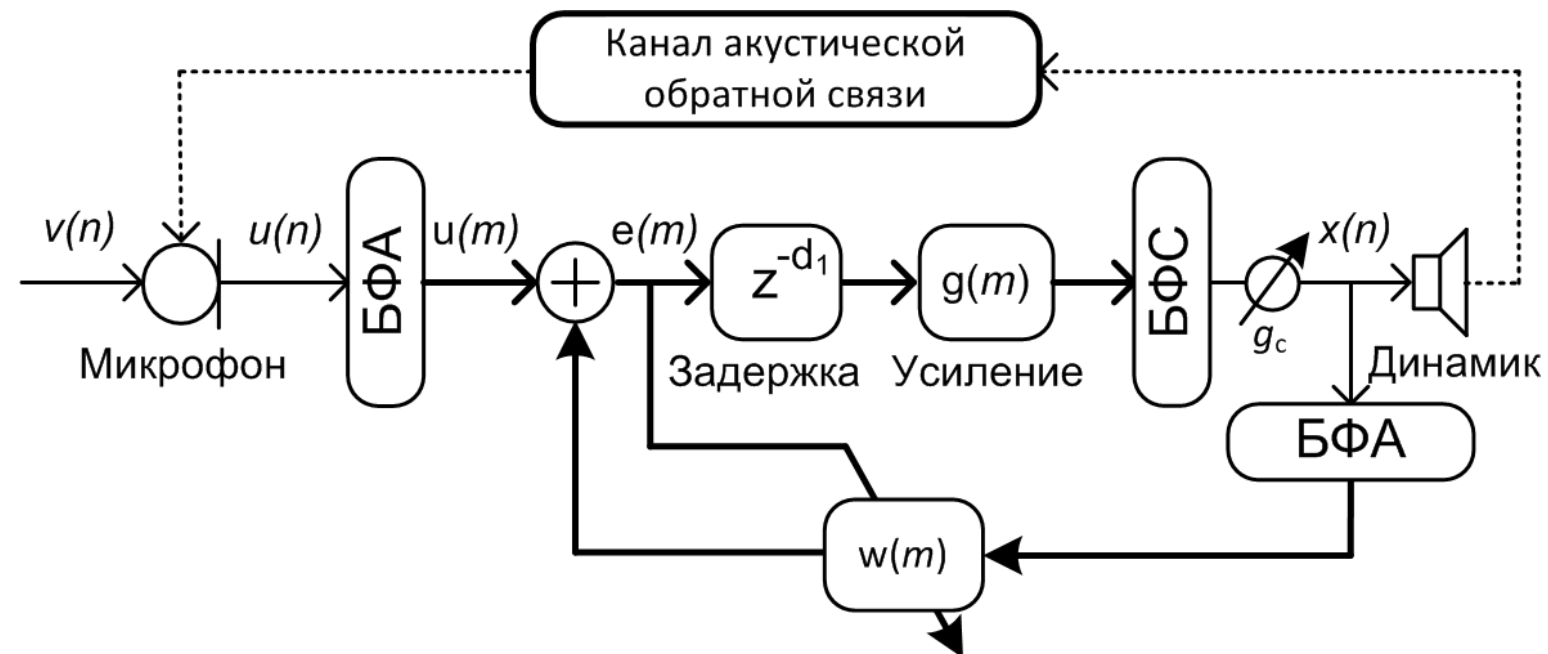 Канал акустической
обратной связи
v(n)
u(n)
БФА
u(m)
e(m)
z^-d₁
g(m)
БФС
g_c
x(n)
Микрофон
Задержка
Усиление
Динамик
БФА
w(m)